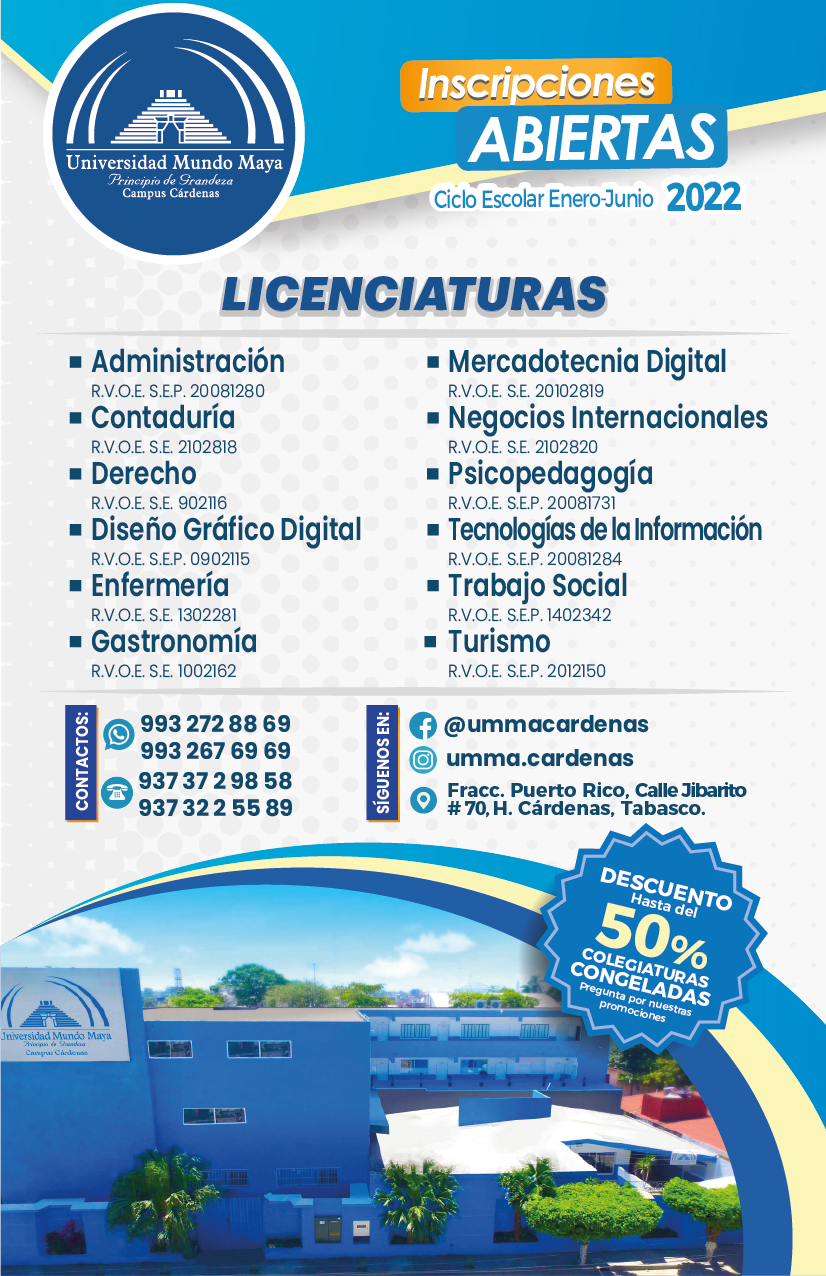 Universidad Mundo Maya
Principio de Grandeza
Campus Cárdenas
Inscripciones
ABIERTAS
Ciclo Escolar Enero-Junio 2022
LICENCIATURAS
Administración
R.V.O.E. S.E.P. 20081280
Contaduría
R.V.O.E. S.E. 2102818
Derecho
R.V.O.E. S.E. 902116
Diseño Gráfico Digital
R.V.O.E. S.E.P. 0902115
Enfermería
R.V.O.E. S.E. 1302281
Gastronomía
R.V.O.E. S.E. 1002162
Mercadotecnia Digital
R.V.O.E. S.E. 20102819
Negocios Internacionales
R.V.O.E. S.E. 2102820
Psicopedagogía
R.V.O.E. S.E.P. 20081731
Tecnologías de la Información
R.V.O.E. S.E.P. 20081284
Trabajo Social
R.V.O.E. S.E.P. 1402342
Turismo
R.V.O.E. S.E.P. 2012150
CONTACTOS:
993 272 88 69
993 267 69 69
937 37 2 98 58
937 32 2 55 89
SÍGUENOS EN:
@ummacardenas
umma.cardenas
Fracc. Puerto Rico, Calle Jibarito
# 70, H. Cárdenas, Tabasco.
DESCUENTO
Hasta del
50%
COLEGIATURAS
CONGELADAS
Pregunta por nuestras
promociones
Universidad Mundo Maya
Principio de Grandeza
Campus Cárdenas